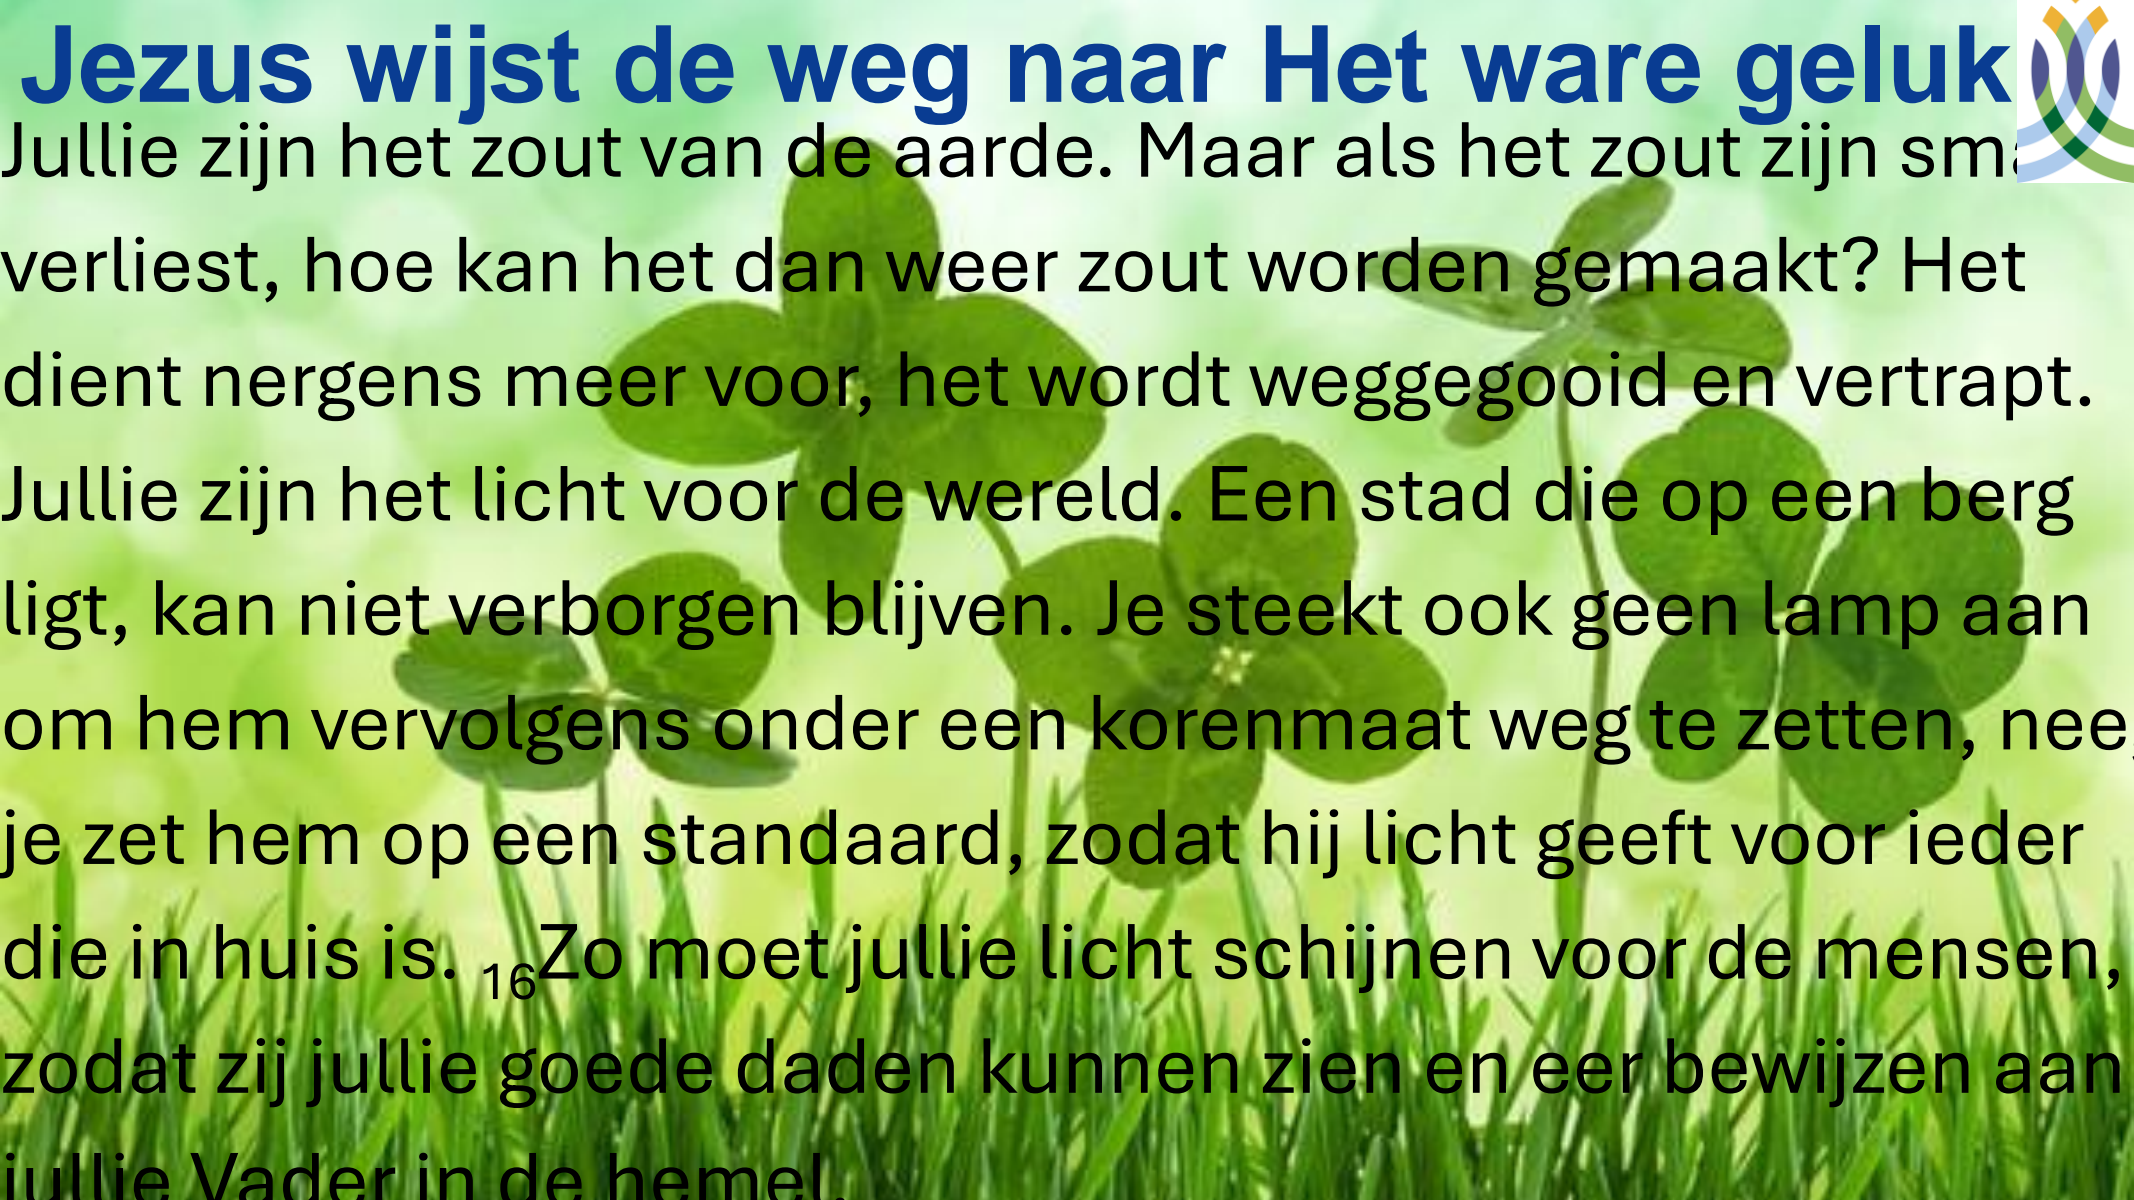 Jezus wijst de weg naar Het ware geluk
Jullie zijn het zout van de aarde. Maar als het zout zijn
verliest, hoe kan het dan weer zout worden gemaakt? Het
dient nergens meer voor, het wordt weggegooid en vertrapt.
Jullie zijn het licht voor de wereld. Een stad die op een berg
ligt, kan niet verborgen blijven. Je steekt ook geen lamp aan
om hem vervolgens onder een korenmaat weg te zetten, nee,
je zet hem op een standaard, zodat hij licht geeft voor ieder
die in huis is. 16Zo moet jullie licht schijnen voor de mensen,
zodat zij jullie goede daden kunnen zien en eer bewijzen aan
jullie Vader in de hemel.